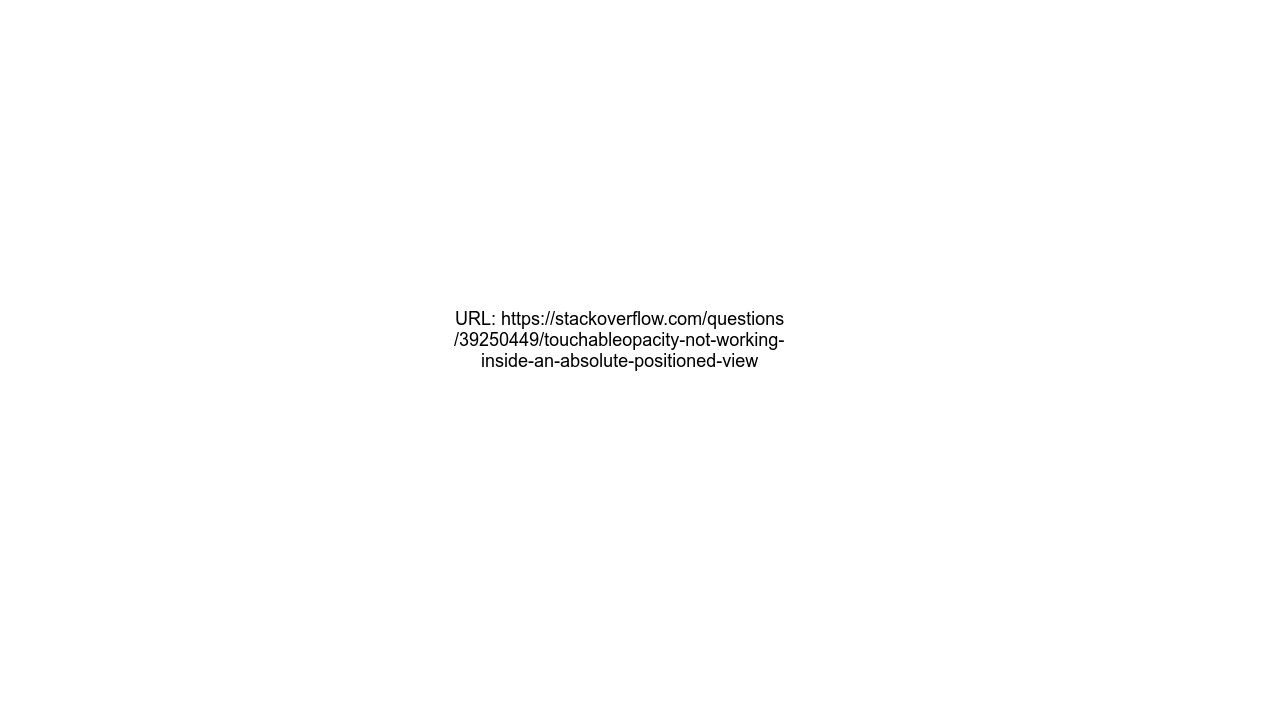 URL: https://stackoverflow.com/questions
/39250449/touchableopacity-not-working-
inside-an-absolute-positioned-view